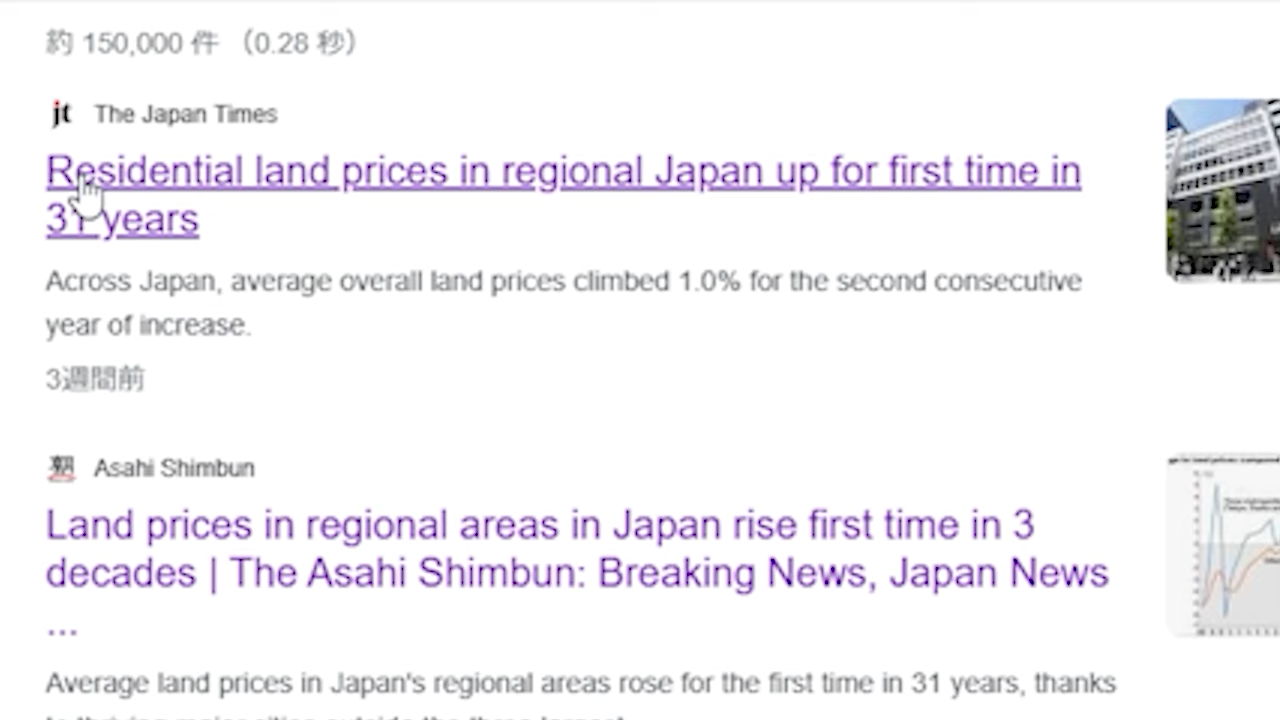 約 150,000 件 （0.28 秒）
jt The Japan Times
Residential land prices in regional Japan up for first time in
31 years
Across Japan, average overall land prices climbed 1.0% for the second consecutive
year of increase.
3週間前
Asahi Shimbun
Land prices in regional areas in Japan rise first time in 3
decades | The Asahi Shimbun: Breaking News, Japan News
...
Average land prices in Japan's regional areas rose for the first time in 31 years, thanks